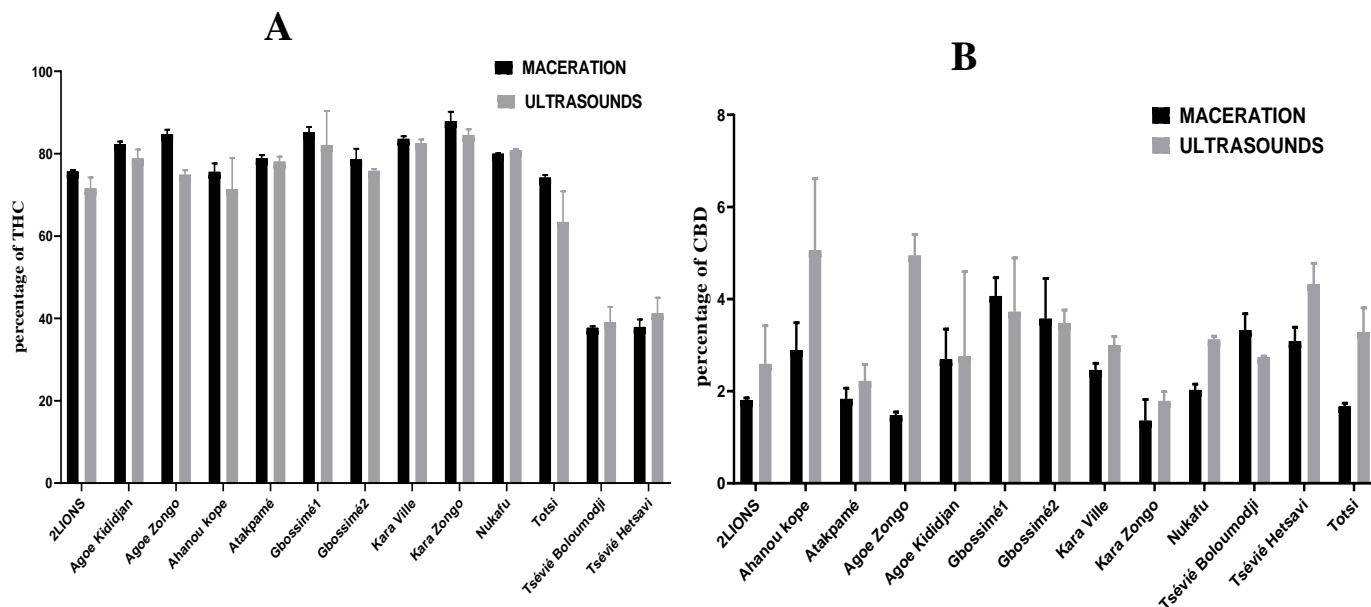 A
MACERATION
ULTRASOUNDS
percentage of THC
100
80
60
40
20
0
2LIONS
Agoe Kididjan
Agoe Zongo
Ahanou kope
Atakpamé
Gbossimé1
Gbossimé2
Kara Ville
Kara Zongo
Nukafu
Totsi
Tsévié Boloumodji
Tsévié Hetsavi
B
MACERATION
ULTRASOUNDS
percentage of CBD
8
6
4
2
0
2LIONS
Ahanou kope
Atakpamé
Agoe Zongo
Agoe Kididjan
Gbossimé1
Gbossimé2
Kara Ville
Kara Zongo
Nukafu
Tsévié Boloumodji
Tsévié Hetsavi
Totsi